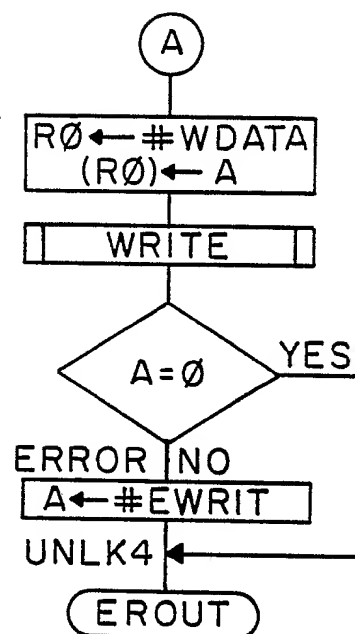 A
RØ ← #WDATA
(RØ) ← A
WRITE
A=Ø
YES
ERROR NO
A ← #EWRIT
UNLK4
EROUT